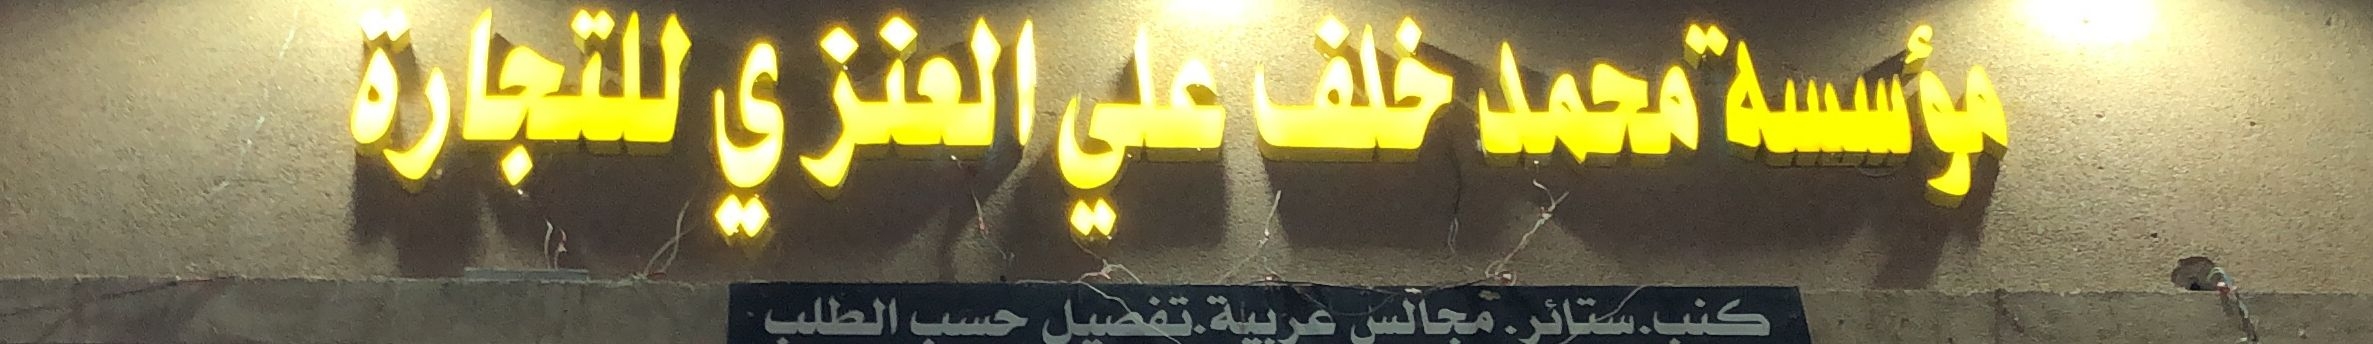 مؤسسة محمد خلف علي العنزي للتجارة
كنب.ستائر. مجالس عربية.تفصيل حسب الطلب